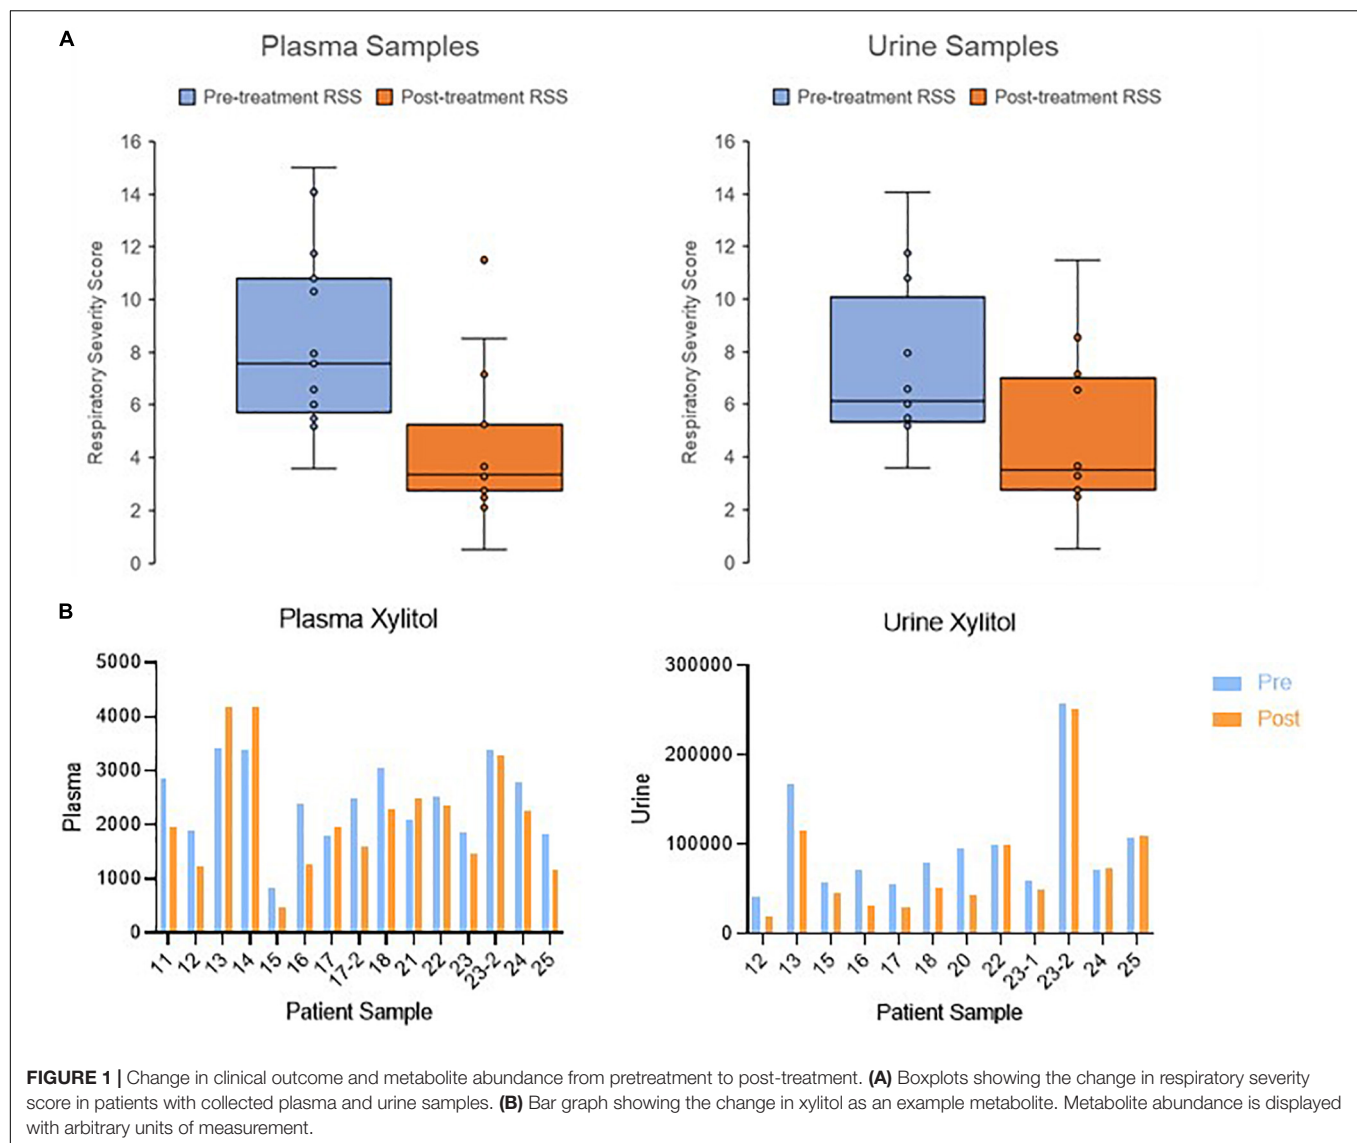 A
Plasma Samples
Pre-treatment RSS Post-treatment RSS
Respiratory Severity Score
16
14
12
10
8
6
4
2
0
Urine Samples
Pre-treatment RSS Post-treatment RSS
Respiratory Severity Score
16
14
12
10
8
6
4
2
0
B
Plasma Xylitol
Plasma
5000
4000
3000
2000
1000
0
11 12 13 14 15 16 17 17-2 18 21 22 23 23-2 24 25
Patient Sample
Urine Xylitol
Urine
300000
200000
100000
0
12 13 15 16 17 18 20 22 23-1 23-2 24 25
Patient Sample
Pre
Post
FIGURE 1 | Change in clinical outcome and metabolite abundance from pretreatment to post-treatment. (A) Boxplots showing the change in respiratory severity
score in patients with collected plasma and urine samples. (B) Bar graph showing the change in xylitol as an example metabolite. Metabolite abundance is displayed
with arbitrary units of measurement.